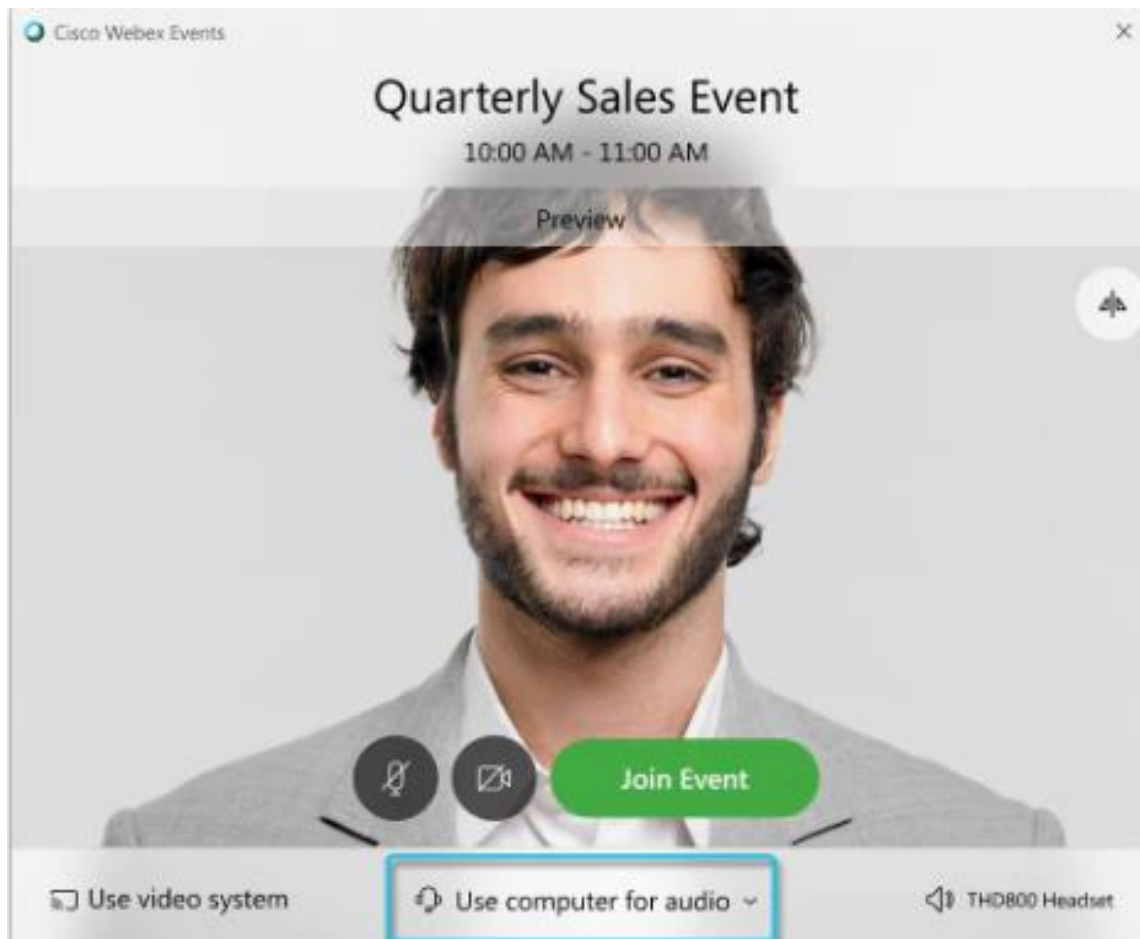 Cisco Webex Events
Quarterly Sales Event
10:00 AM - 11:00 AM
Preview
Join Event
Use video system
Use computer for audio
THD800 Headset